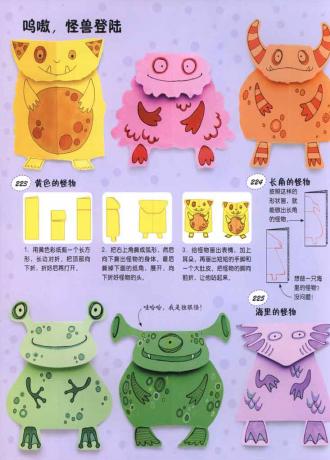 呜嗷，怪兽登陆
223 黄色的怪物
1. 用黄色彩纸剪一个长方
形，长边对折，把顶部向
下折，折好后再打开。
2. 把右上角剪成弧形，然后
向下剪出怪物的身体，最后
剪掉下面的纸角，展开，向
下折好怪物的头。
3. 给怪物画出表情，加上
耳朵，再画出短短的手脚和
一个大肚皮，把怪物的脚向
前折，让他站起来。
224 长角的怪物
按照这样的
形状画，就
能做出长角
的怪物。
想做一只海
里的怪物？
没问题！
225
海里的怪物
哇哈哈，我是独眼怪！